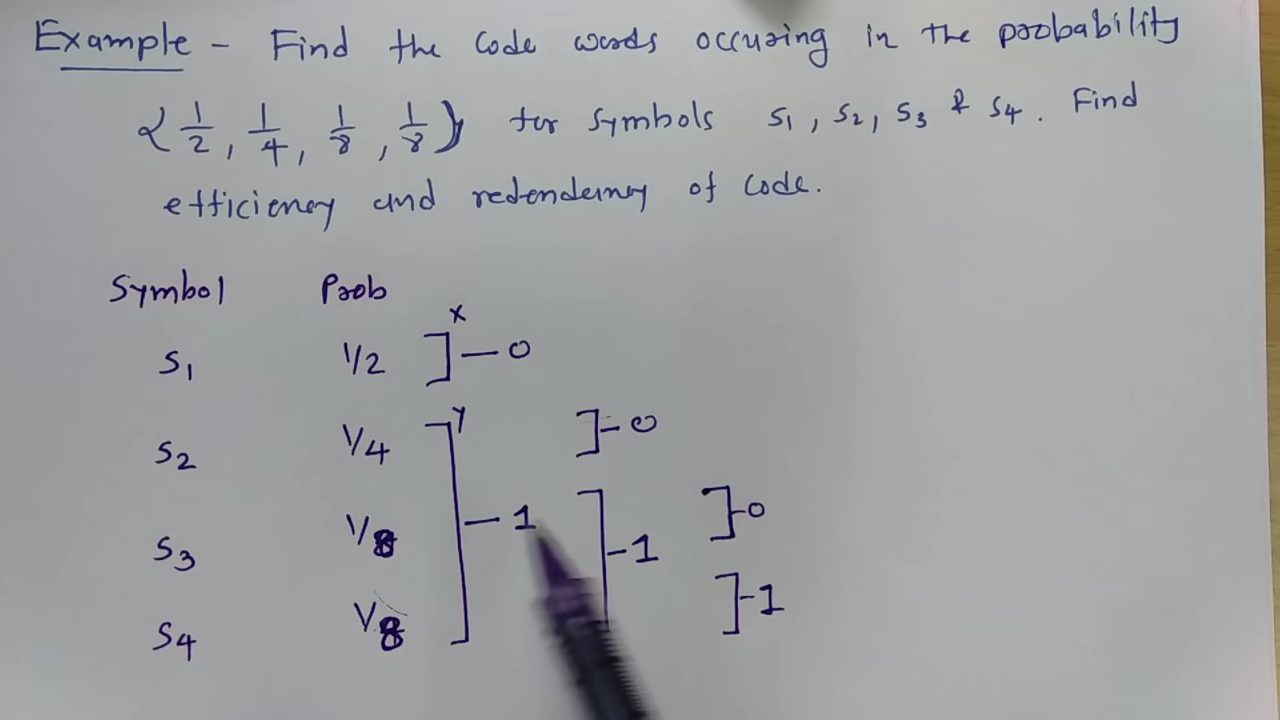 Example - Find the code words occuring in the probability
{1/2, 1/4, 1/8, 1/8} for symbols S1, S2, S3 & S4. Find
efficiency and redendancy of code.
Symbol Prob
S1 1/2 ] X — 0
S2 1/4 ] Y — 1 ] - 0
S3 1/8 ] - 1 ] - 0
S4 1/8 ] - 1